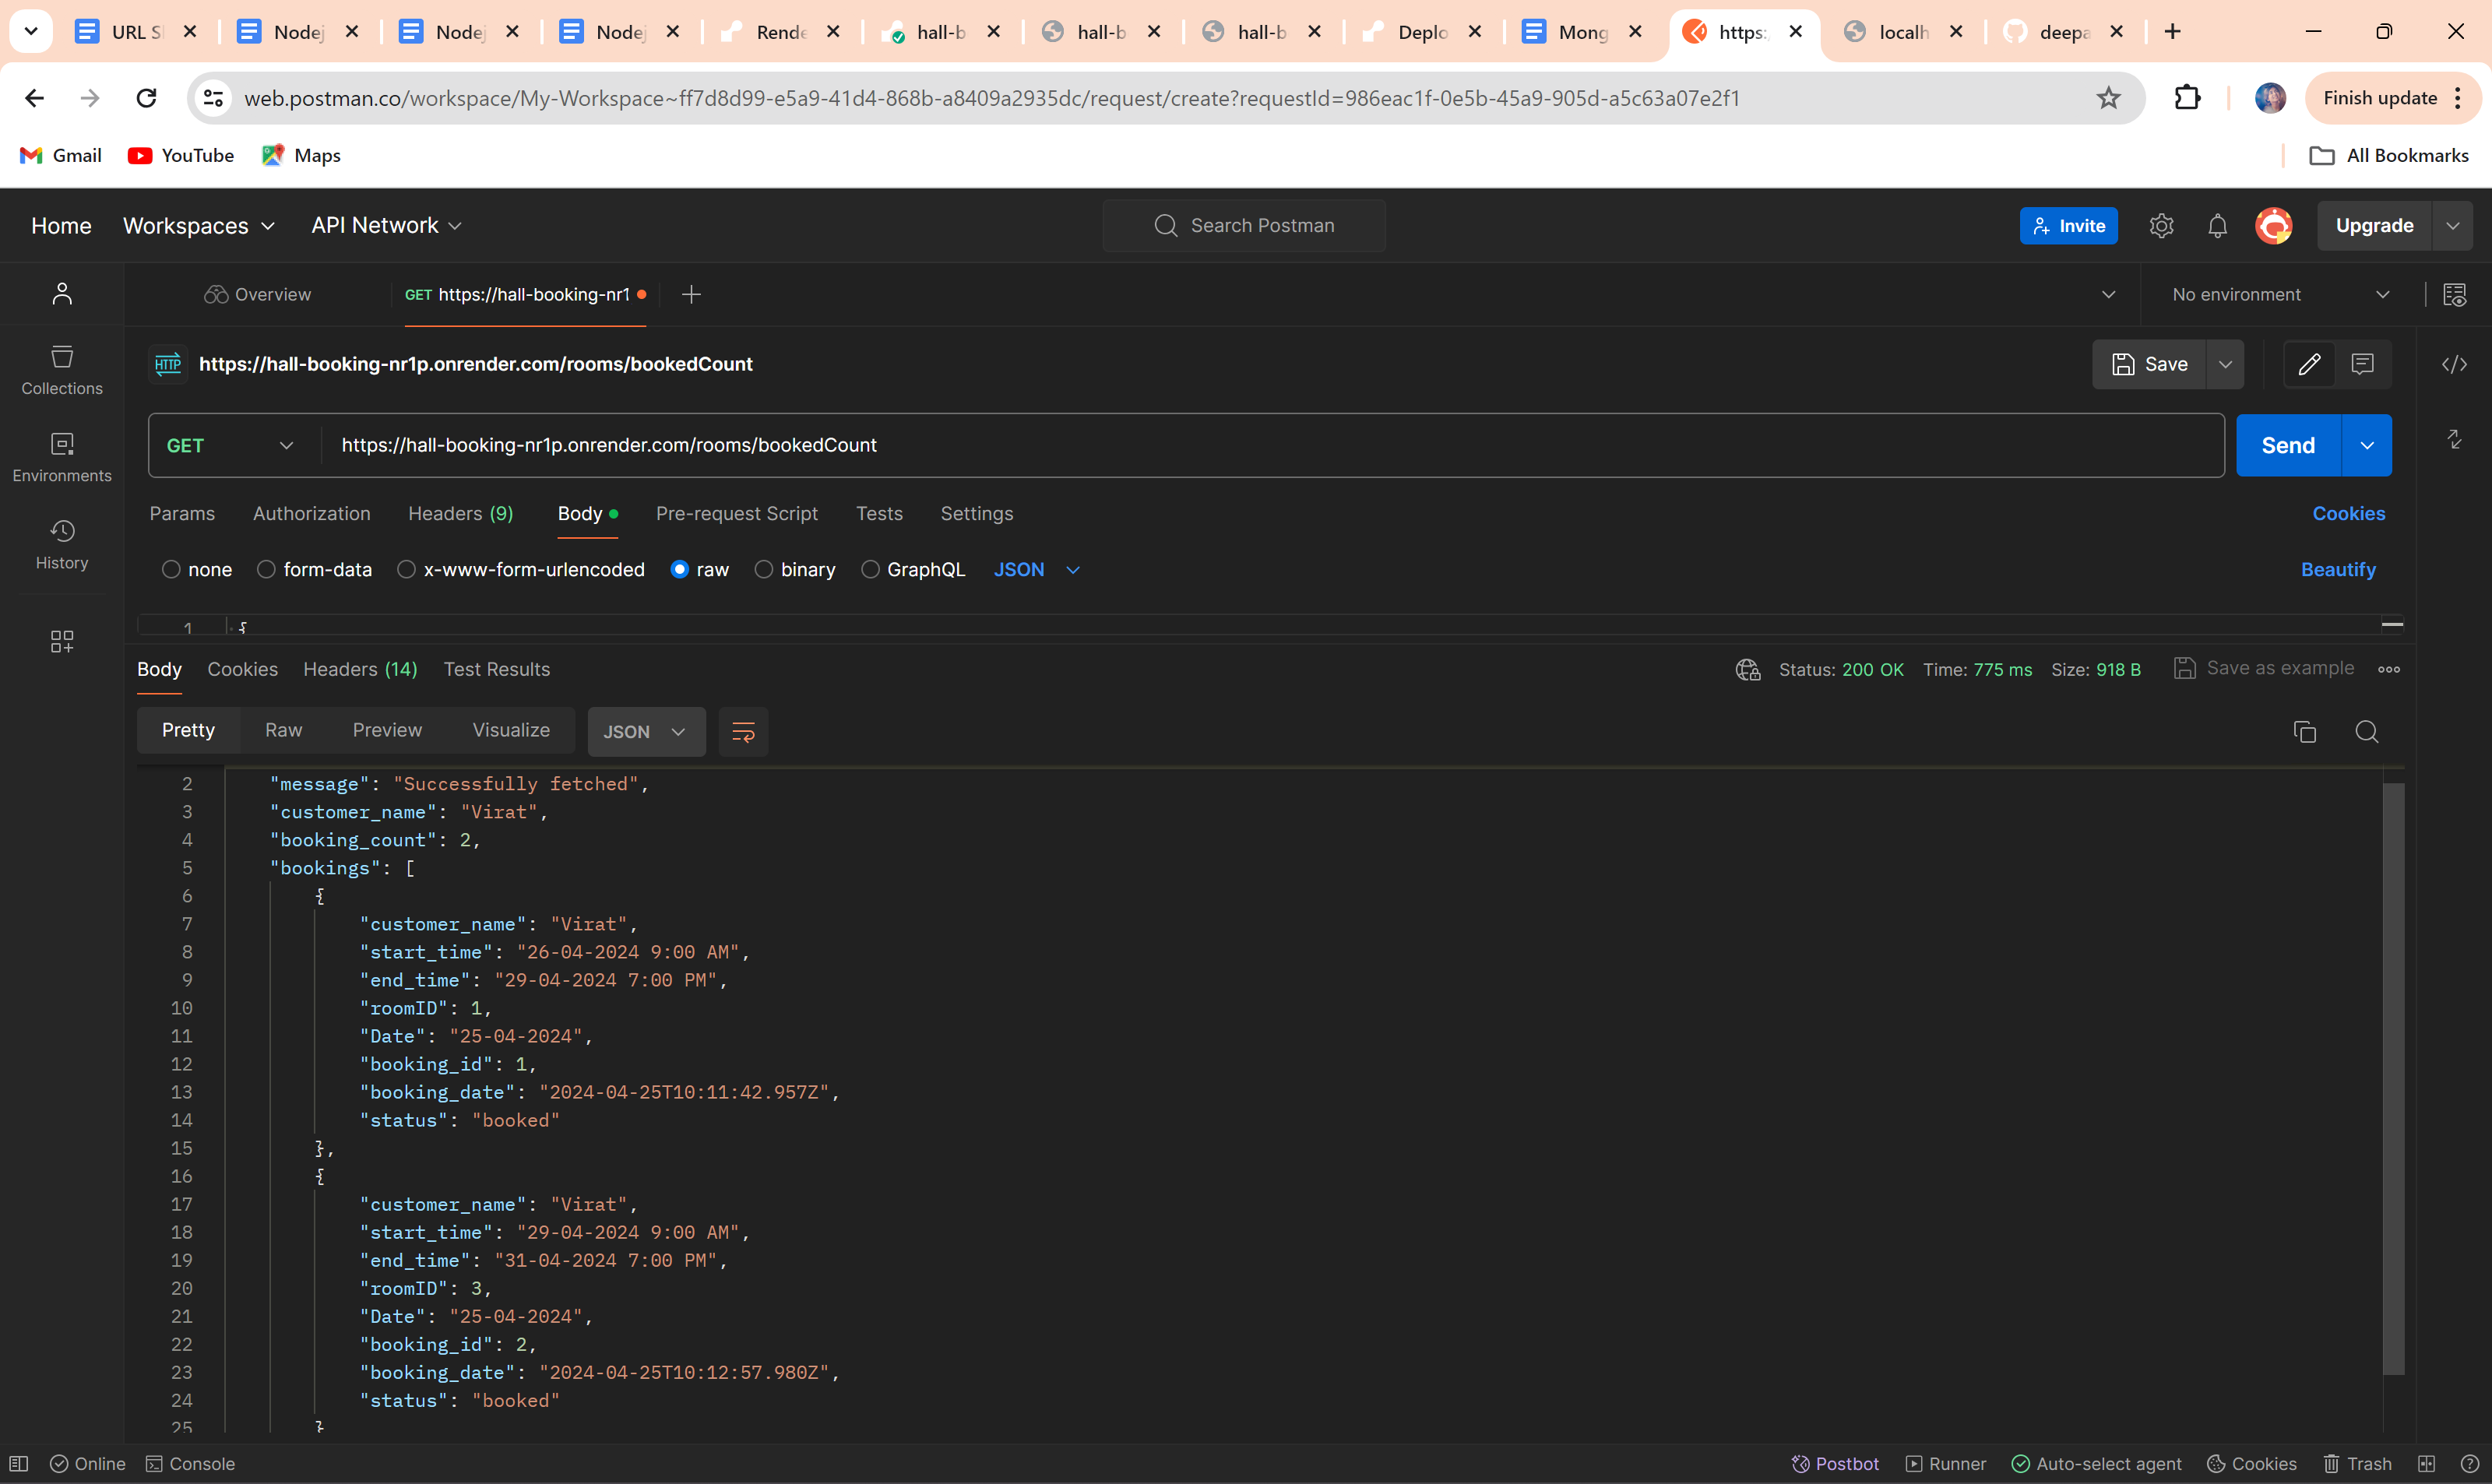 URL S
Nodej
Nodej
Nodej
Rende
hall-b
hall-b
hall-b
Deplo
Mong
https:
localh
deepa
web.postman.co/workspace/My-Workspace~ff7d8d99-e5a9-41d4-868b-a8409a2935dc/request/create?requestId=986eac1f-0e5b-45a9-905d-a5c63a07e2f1
Finish update
Gmail
YouTube
Maps
All Bookmarks
Home
Workspaces
API Network
Search Postman
Invite
Upgrade
Overview
GET https://hall-booking-nr1
No environment
HTTP https://hall-booking-nr1p.onrender.com/rooms/bookedCount
Save
Collections
GET
https://hall-booking-nr1p.onrender.com/rooms/bookedCount
Send
Environments
Params
Authorization
Headers (9)
Body
Pre-request Script
Tests
Settings
Cookies
History
none
form-data
x-www-form-urlencoded
raw
binary
GraphQL
JSON
Beautify
1 {
Body
Cookies
Headers (14)
Test Results
Status: 200 OK
Time: 775 ms
Size: 918 B
Save as example
Pretty
Raw
Preview
Visualize
JSON
2 "message": "Successfully fetched",
3 "customer_name": "Virat",
4 "booking_count": 2,
5 "bookings": [
6 {
7 "customer_name": "Virat",
8 "start_time": "26-04-2024 9:00 AM",
9 "end_time": "29-04-2024 7:00 PM",
10 "roomID": 1,
11 "Date": "25-04-2024",
12 "booking_id": 1,
13 "booking_date": "2024-04-25T10:11:42.957Z",
14 "status": "booked"
15 },
16 {
17 "customer_name": "Virat",
18 "start_time": "29-04-2024 9:00 AM",
19 "end_time": "31-04-2024 7:00 PM",
20 "roomID": 3,
21 "Date": "25-04-2024",
22 "booking_id": 2,
23 "booking_date": "2024-04-25T10:12:57.980Z",
24 "status": "booked"
25 }
Online
Console
Postbot
Runner
Auto-select agent
Cookies
Trash